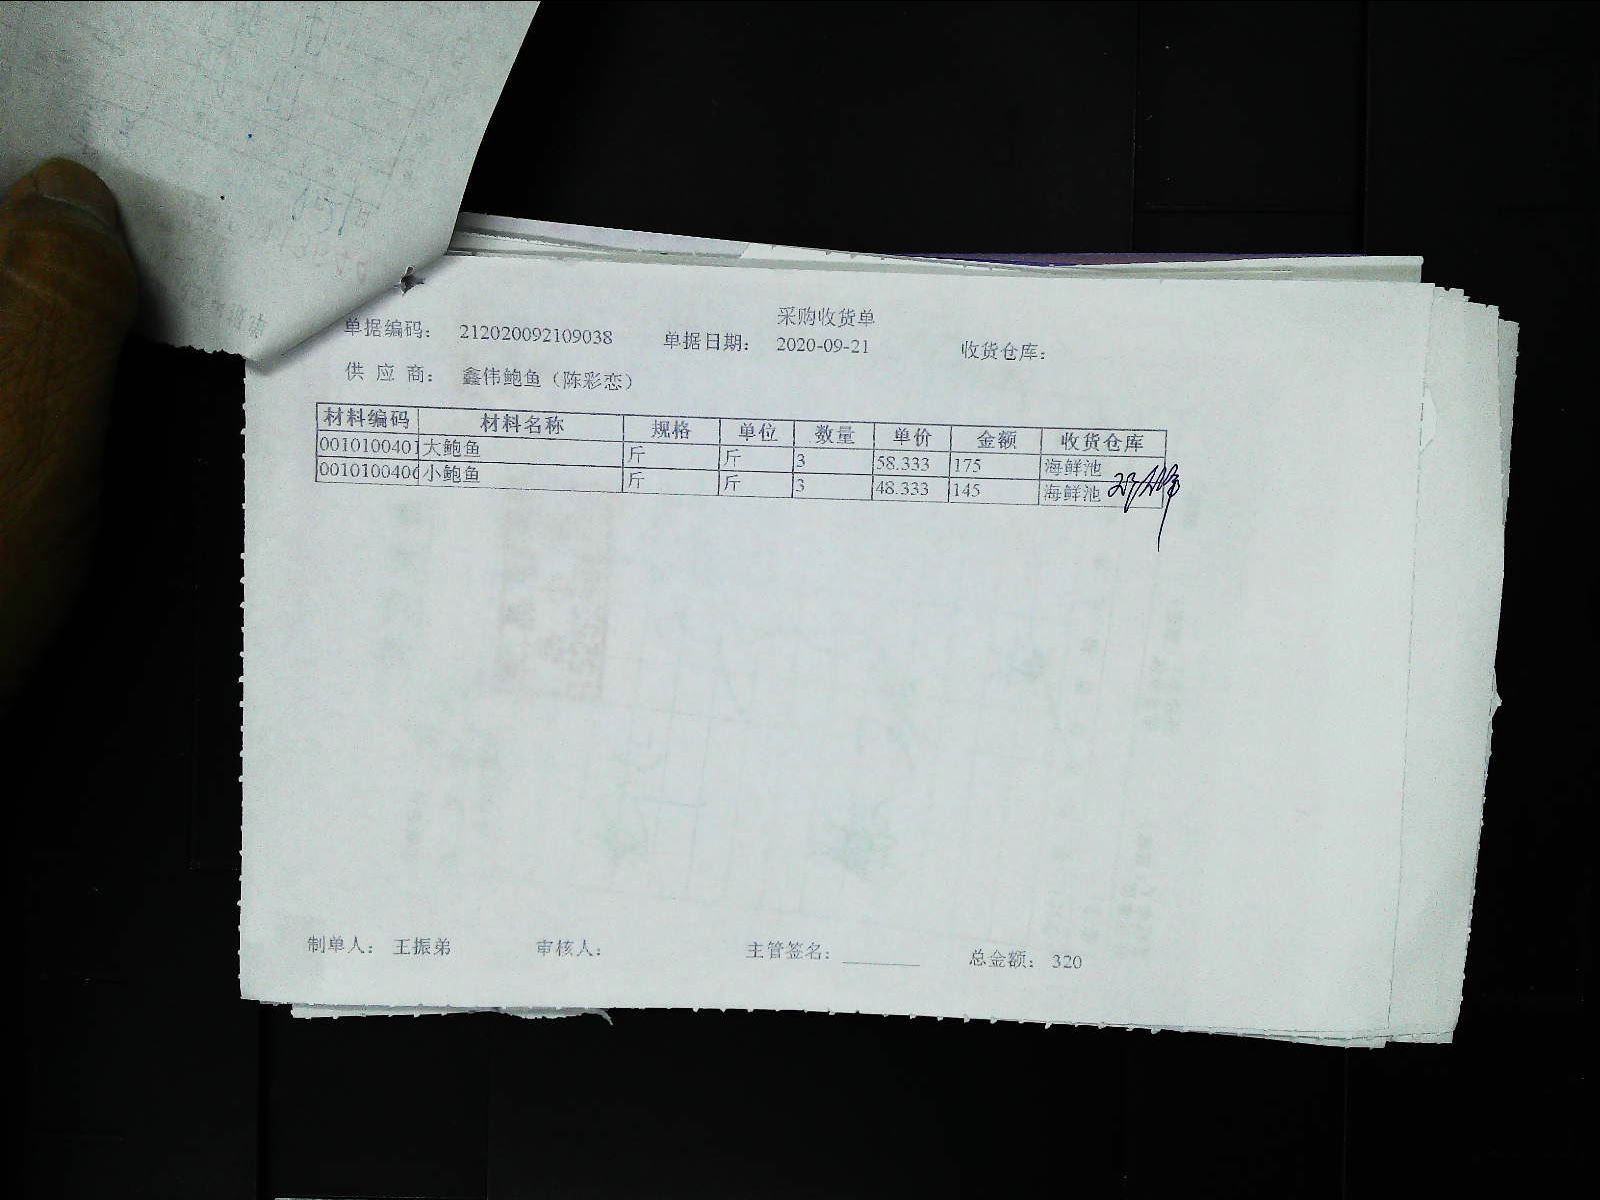 采购收货单
单据编码: 212020092109038 单据日期: 2020-09-21 收货仓库:
供 应 商: 鑫伟鲍鱼（陈彩恋）
材料编码 材料名称 规格 单位 数量 单价 金额 收货仓库
0010100401 大鲍鱼 斤 斤 3 58.333 175 海鲜池
001010040 小鲍鱼 斤 斤 3 48.333 145 海鲜池
制单人: 王振弟 审核人: 主管签名: 总金额: 320